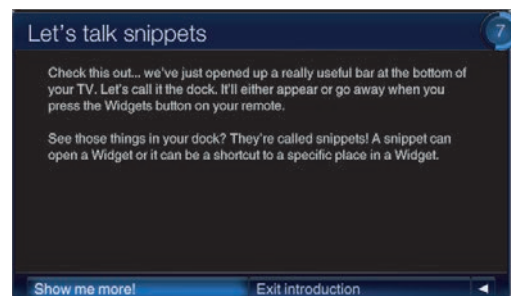 Let's talk snippets
7
Check this out... we've just opened up a really useful bar at the bottom of
your TV. Let's call it the dock. It'll either appear or go away when you
press the Widgets button on your remote.
See those things in your dock? They're called snippets! A snippet can
open a Widget or it can be a shortcut to a specific place in a Widget.
Show me more!
Exit introduction